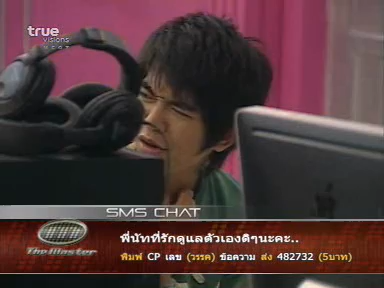 true
visions
SMS CHAT
The Master
พี่นัทที่รักดูแลตัวเองดีๆนะคะ..
พิมพ์ CP เลข (วรรค) ข้อความ ส่ง 482732 (5บาท)